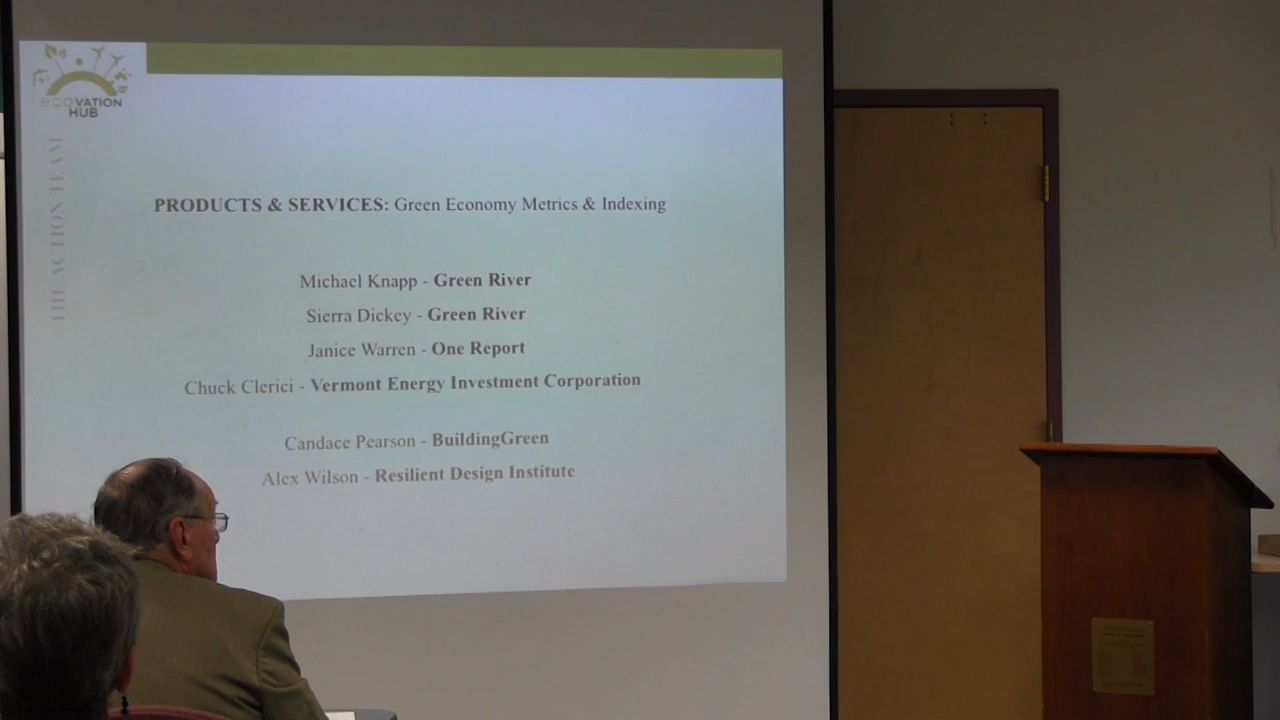 ecoVATION
HUB
THE ACTION TEAM
PRODUCTS & SERVICES: Green Economy Metrics & Indexing
Michael Knapp - Green River
Sierra Dickey - Green River
Janice Warren - One Report
Chuck Clerici - Vermont Energy Investment Corporation
Candace Pearson - BuildingGreen
Alex Wilson - Resilient Design Institute